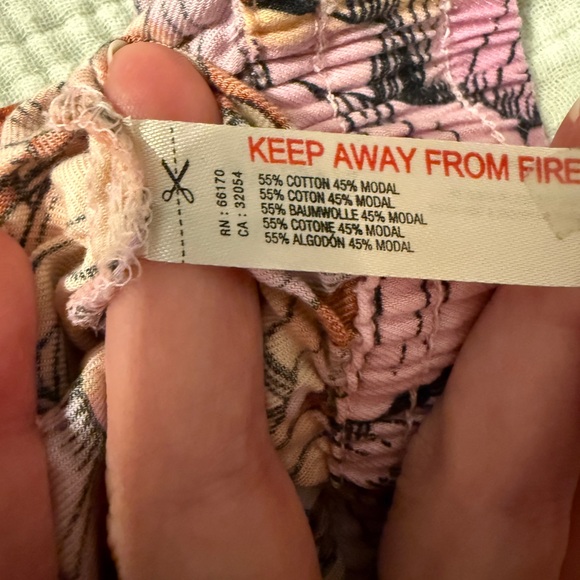 KEEP AWAY FROM FIRE
RN : 66170
CA : 32054
55% COTTON 45% MODAL
55% COTON 45% MODAL
55% BAUMWOLLE 45% MODAL
55% COTONE 45% MODAL
55% ALGODÓN 45% MODAL